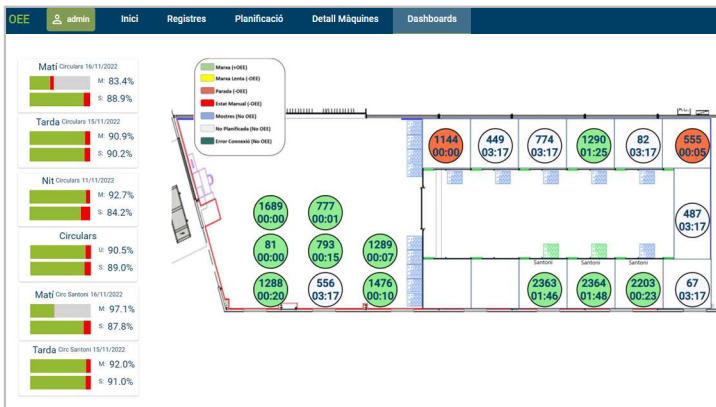 OEE admin Inici Registres Planificació Detall Màquines Dashboards
Matí Circulars 16/11/2022
M: 83.4%
S: 88.9%
Tarda Circulars 15/11/2022
M: 90.9%
S: 90.2%
Nit Circulars 11/11/2022
M: 92.7%
S: 84.2%
Circulars
U: 90.5%
S: 89.0%
Matí Circ Santoni 16/11/2022
M: 97.1%
S: 87.8%
Tarda Circ Santoni 15/11/2022
M: 92.0%
S: 91.0%
Marxa (+OEE)
Marxa Lenta (-OEE)
Parada (-OEE)
Estat Manual (-OEE)
Mostres (No OEE)
No Planificada (No OEE)
Error Connexió (No OEE)
1144 449 774 1290 82 555
00:00 03:17 03:17 01:25 03:17 00:05
1689 777
00:00 00:01
487
03:17
81 793 1289
00:00 00:15 00:07
Santoni Santoni Santoni
1288 556 1476
00:20 03:17 00:10
2363 2364 2203 67
01:46 01:48 00:23 03:17